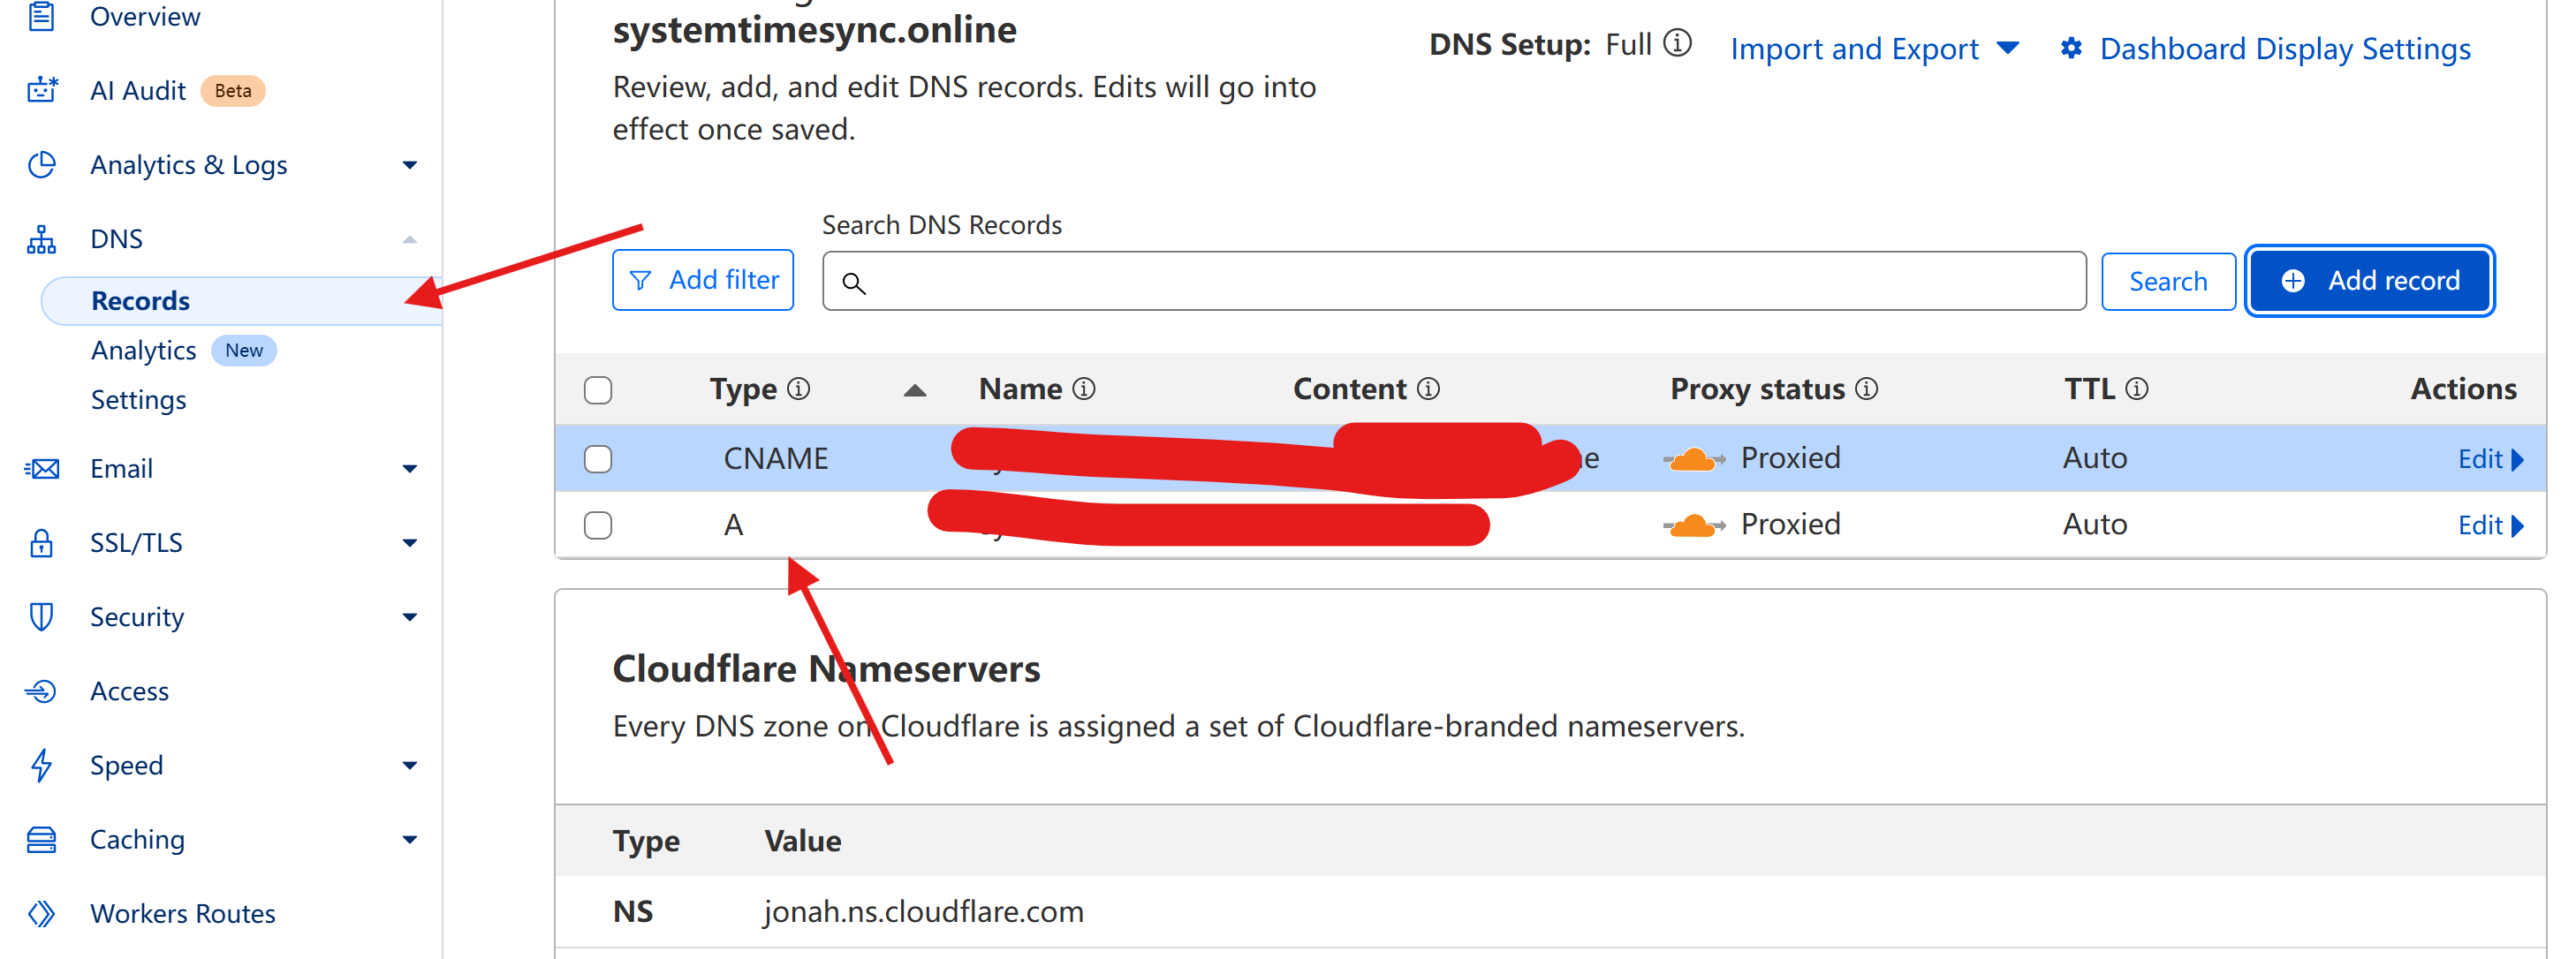 Overview
AI Audit Beta
Analytics & Logs
DNS
Records
Analytics New
Settings
Email
SSL/TLS
Security
Access
Speed
Caching
Workers Routes
systemtimesync.online
Review, add, and edit DNS records. Edits will go into
effect once saved.
DNS Setup: Full
Import and Export
Dashboard Display Settings
Search DNS Records
Add filter
Search
Add record
Type Name Content Proxy status TTL Actions
CNAME Proxied Auto Edit
A Proxied Auto Edit
Cloudflare Nameservers
Every DNS zone on Cloudflare is assigned a set of Cloudflare-branded nameservers.
Type Value
NS jonah.ns.cloudflare.com